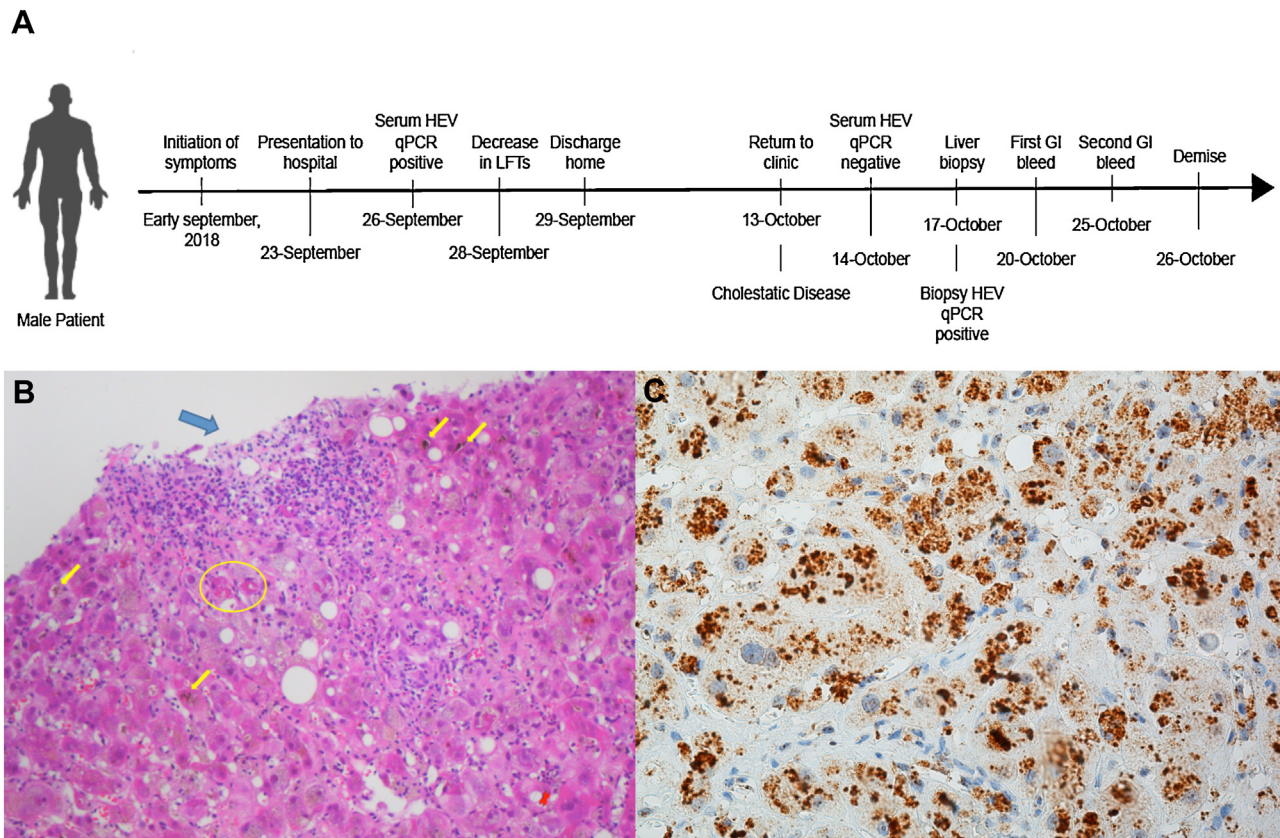 A
Initiation of
symptoms
Early september,
2018
Presentation to
hospital
23-September
Serum HEV
qPCR
positive
26-September
Decrease
in LFTs
28-September
Discharge
home
29-September
Return to
clinic
13-October
Cholestatic Disease
Serum HEV
qPCR
negative
14-October
Liver
biopsy
17-October
Biopsy HEV
qPCR
positive
First GI
bleed
20-October
Second GI
bleed
25-October
Demise
26-October
Male Patient
B
C